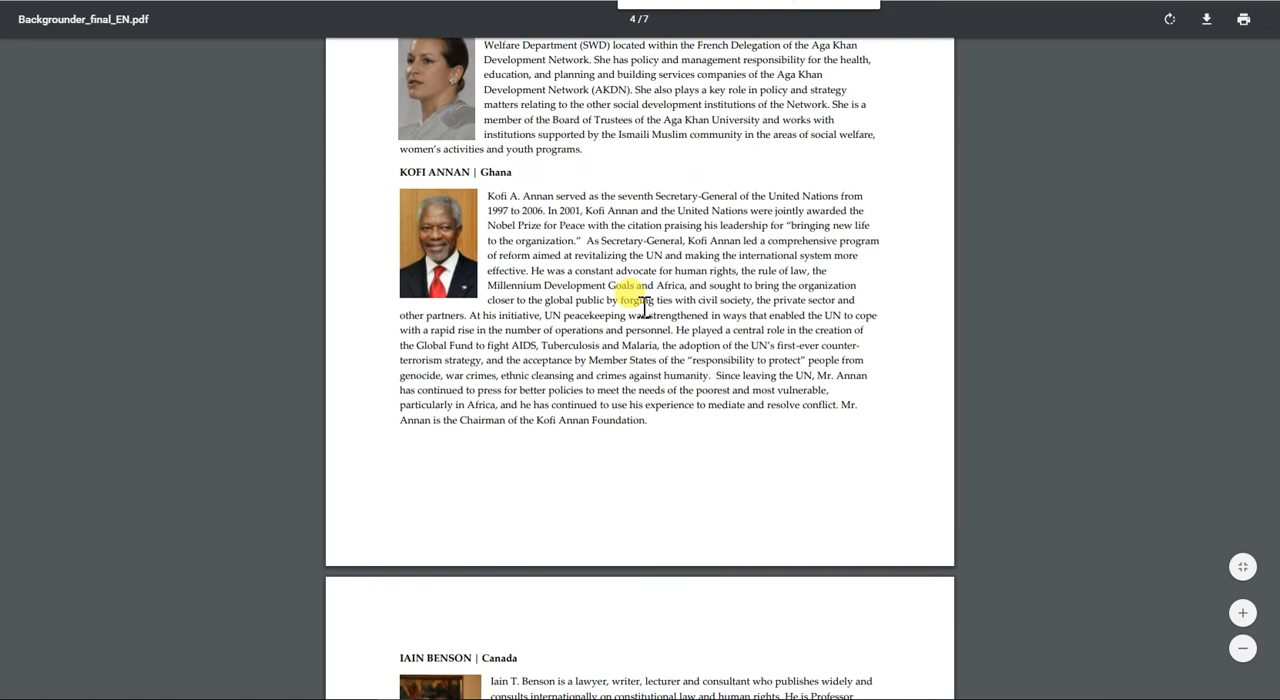 Backgrounder_final_EN.pdf
4 / 7
Welfare Department (SWD) located within the French Delegation of the Aga Khan
Development Network. She has policy and management responsibility for the health,
education, and planning and building services companies of the Aga Khan
Development Network (AKDN). She also plays a key role in policy and strategy
matters relating to the other social development institutions of the Network. She is a
member of the Board of Trustees of the Aga Khan University and works with
institutions supported by the Ismaili Muslim community in the areas of social welfare,
women's activities and youth programs.
KOFI ANNAN | Ghana
Kofi A. Annan served as the seventh Secretary-General of the United Nations from
1997 to 2006. In 2001, Kofi Annan and the United Nations were jointly awarded the
Nobel Prize for Peace with the citation praising his leadership for “bringing new life
to the organization.”  As Secretary-General, Kofi Annan led a comprehensive program
of reform aimed at revitalizing the UN and making the international system more
effective. He was a constant advocate for human rights, the rule of law, the
Millennium Development Goals and Africa, and sought to bring the organization
closer to the global public by forging ties with civil society, the private sector and
other partners. At his initiative, UN peacekeeping was strengthened in ways that enabled the UN to cope
with a rapid rise in the number of operations and personnel. He played a central role in the creation of
the Global Fund to fight AIDS, Tuberculosis and Malaria, the adoption of the UN's first-ever counter-
terrorism strategy, and the acceptance by Member States of the “responsibility to protect” people from
genocide, war crimes, ethnic cleansing and crimes against humanity.  Since leaving the UN, Mr. Annan
has continued to press for better policies to meet the needs of the poorest and most vulnerable,
particularly in Africa, and he has continued to use his experience to mediate and resolve conflict. Mr.
Annan is the Chairman of the Kofi Annan Foundation.
IAIN BENSON | Canada
Iain T. Benson is a lawyer, writer, lecturer and consultant who publishes widely and
consults internationally on constitutional law and human rights. He is Professor